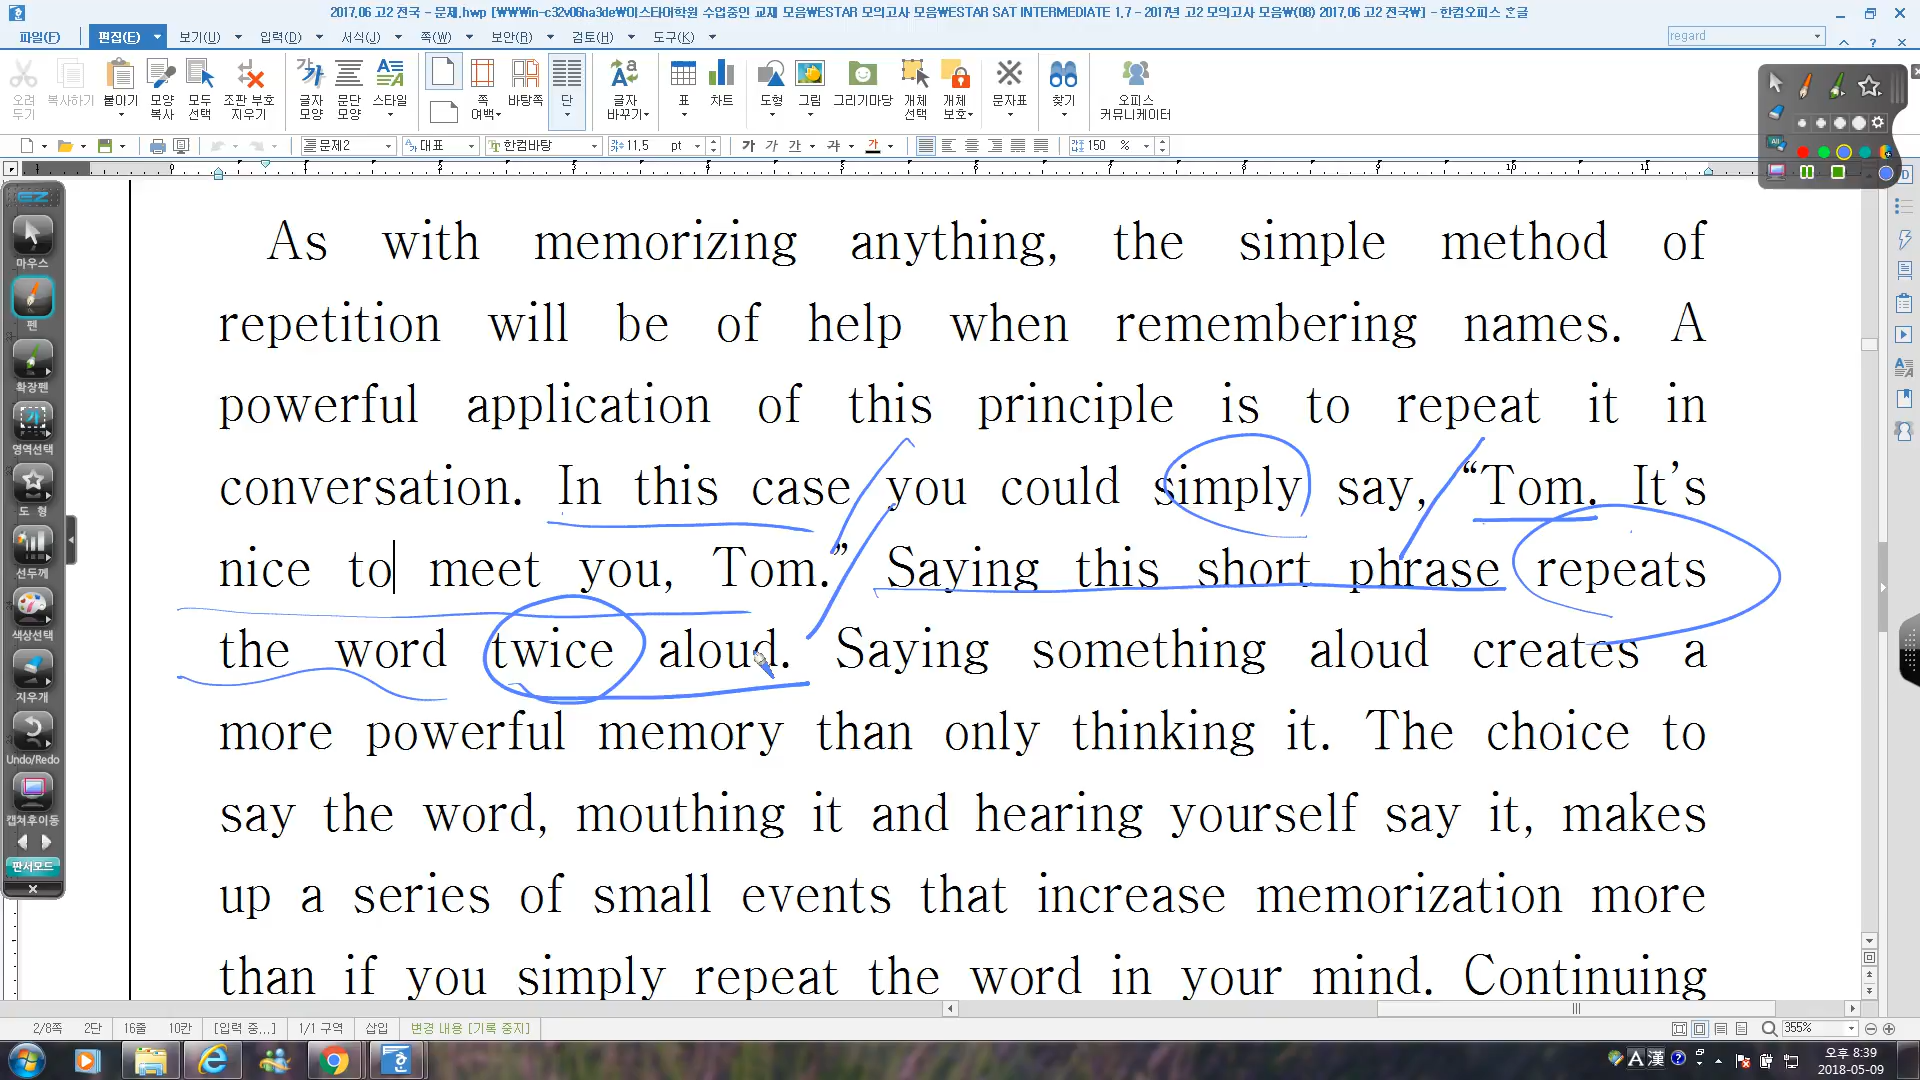 2017,06 고2 전국 - 문제.hwp [₩₩Win-c32v06ha3de₩이스타어학원 수업중인 교재 모음₩ESTAR 모의고사 모음₩ESTAR SAT INTERMEDIATE 1,7 - 2017년 고2 모의고사 모음₩(08) 2017,06 고2 전국₩] - 한컴오피스 흔글
파일(F) 편집(E) 보기(U) 입력(D) 서식(J) 쪽(W) 보안(R) 검토(H) 도구(K) regard
오려 두기 복사하기 붙이기 모양 복사 모두 선택 조판 부호 지우기 글자 모양 문단 모양 스타일 쪽 여백 바탕쪽 단 글자 바꾸기 표 차트 도형 그림 그리기마당 개체 선택 개체 보호 문자표 찾기 오피스 커뮤니케이터
문제2 대표 한컴바탕 11,5 pt 가 가 가 가 가 150 %
마우스
펜
확장펜
영역선택
도 형
선두께
색상선택
지우개
Undo/Redo
캡쳐후이동
판서모드
As with memorizing anything, the simple method of
repetition will be of help when remembering names. A
powerful application of this principle is to repeat it in
conversation. In this case you could simply say, “Tom. It’s
nice to meet you, Tom.” Saying this short phrase repeats
the word twice aloud. Saying something aloud creates a
more powerful memory than only thinking it. The choice to
say the word, mouthing it and hearing yourself say it, makes
up a series of small events that increase memorization more
than if you simply repeat the word in your mind. Continuing
2/8쪽 2단 16줄 10칸 [입력 중...] 1/1 구역 삽입 변경 내용 [기록 중지] 355%
A 漢 오후 8:39
2018-05-09